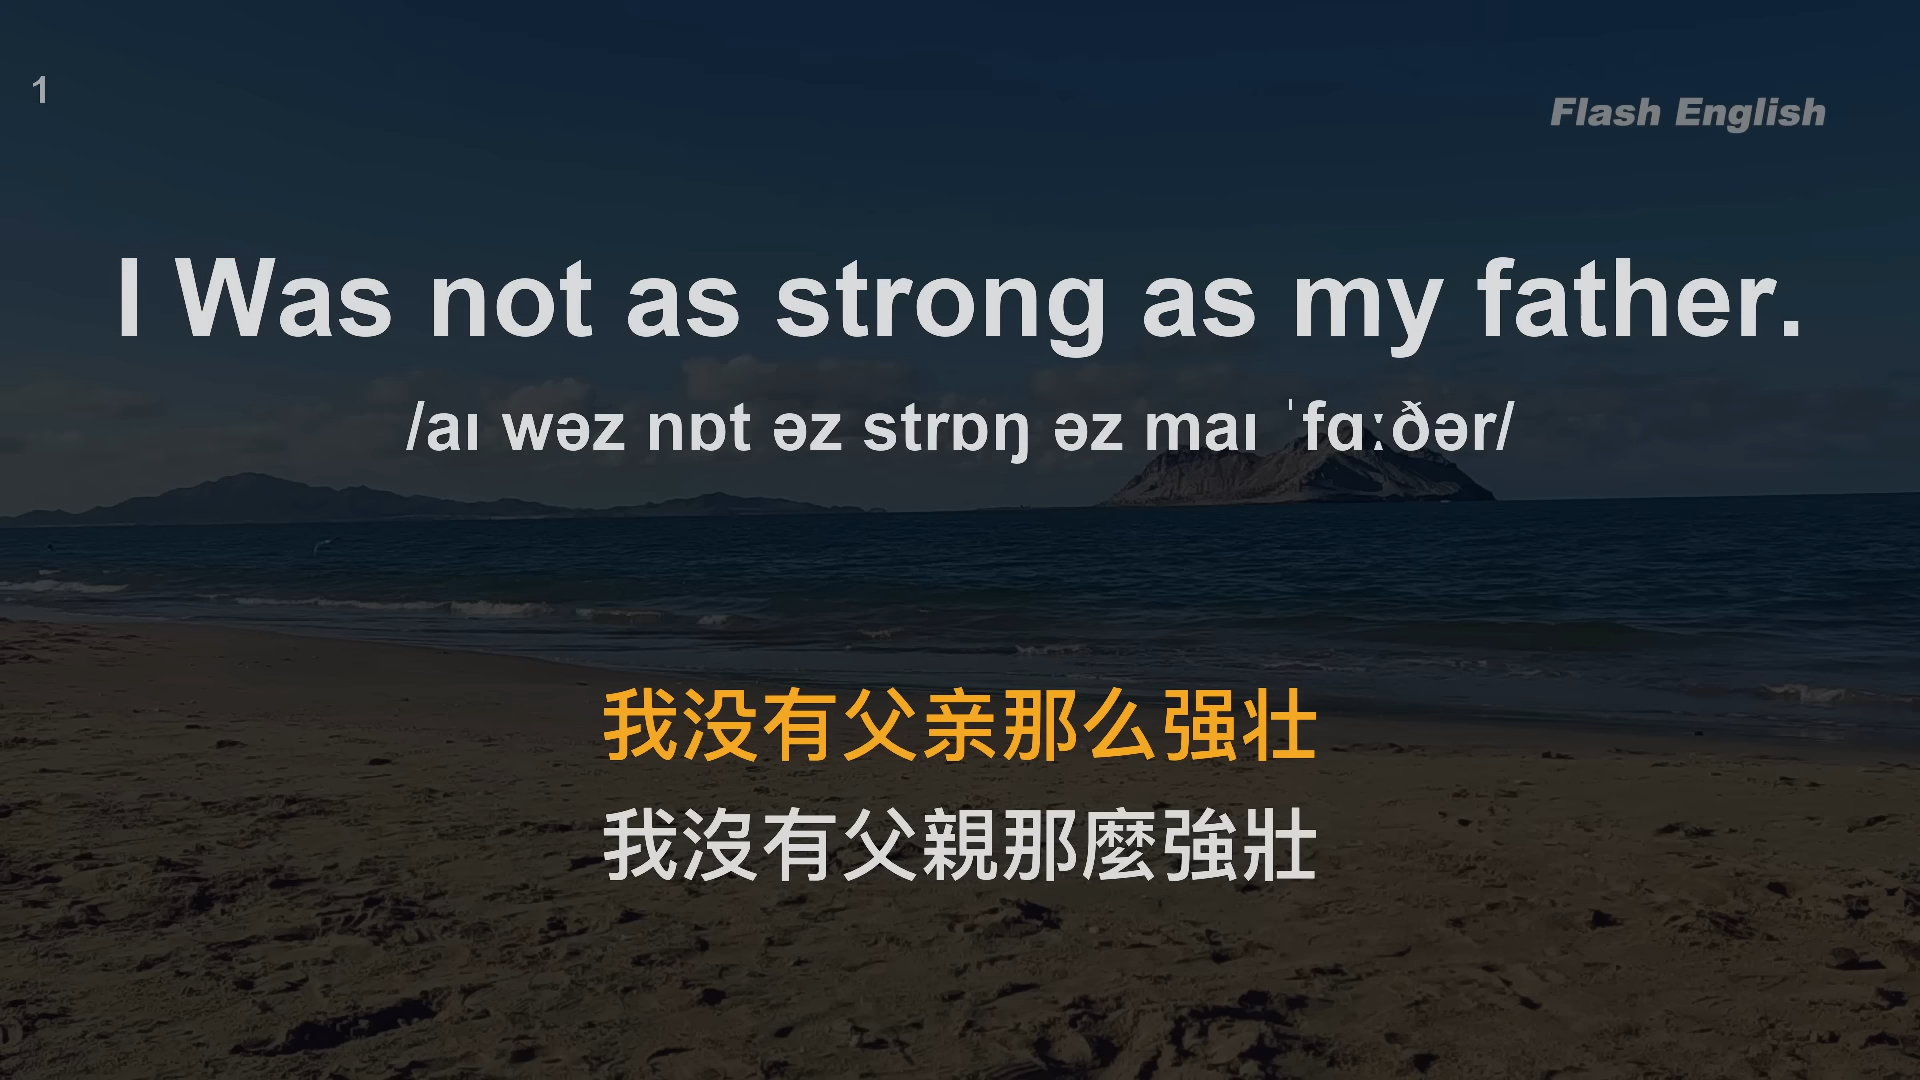 1
Flash English
I Was not as strong as my father.
/aɪ wəz nɒt əz strɒŋ əz maɪ ˈfɑːðər/
我没有父亲那么强壮
我沒有父親那麼強壯